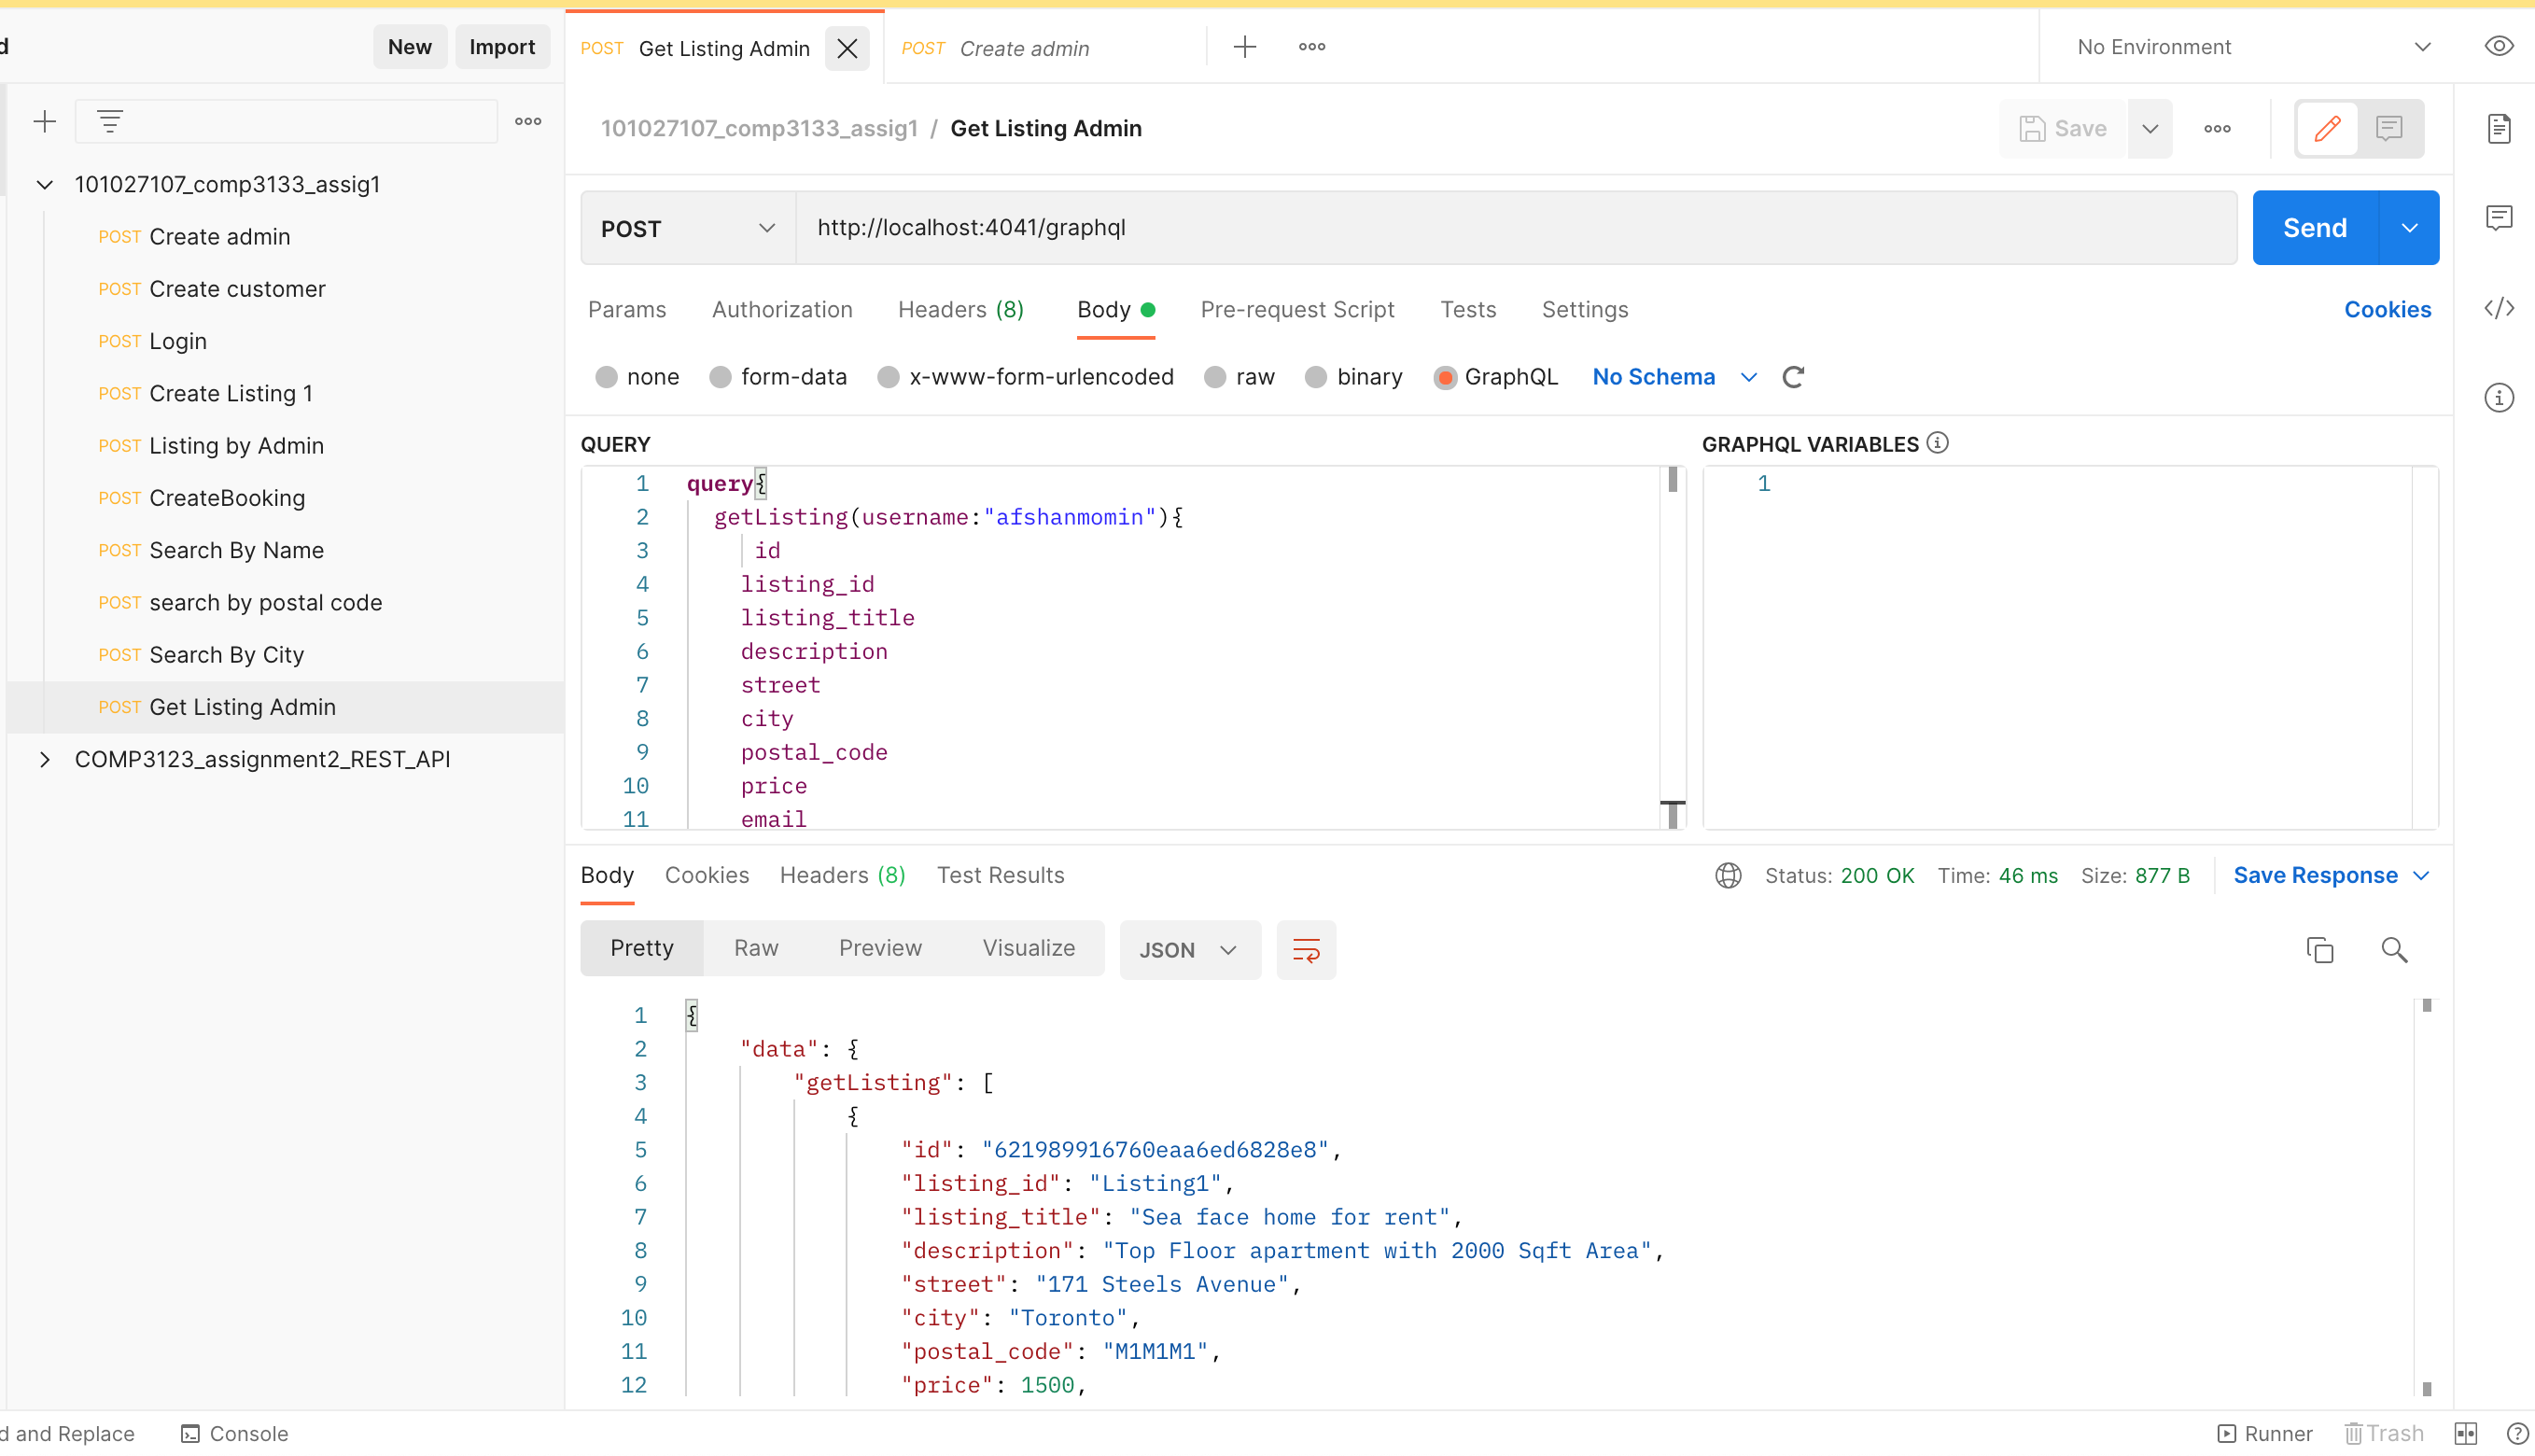 d
New
Import
POST Get Listing Admin
POST Create admin
No Environment
101027107_comp3133_assig1
POST Create admin
POST Create customer
POST Login
POST Create Listing 1
POST Listing by Admin
POST CreateBooking
POST Search By Name
POST search by postal code
POST Search By City
POST Get Listing Admin
COMP3123_assignment2_REST_API
101027107_comp3133_assig1 / Get Listing Admin
Save
POST
http://localhost:4041/graphql
Send
Params Authorization Headers (8) Body Pre-request Script Tests Settings Cookies
none form-data x-www-form-urlencoded raw binary GraphQL No Schema
QUERY
1 query{
2 getListing(username:"afshanmomin"){
3 id
4 listing_id
5 listing_title
6 description
7 street
8 city
9 postal_code
10 price
11 email
GRAPHQL VARIABLES
1
Body Cookies Headers (8) Test Results
Status: 200 OK Time: 46 ms Size: 877 B Save Response
Pretty Raw Preview Visualize JSON
1 {
2 "data": {
3 "getListing": [
4 {
5 "id": "621989916760eaa6ed6828e8",
6 "listing_id": "Listing1",
7 "listing_title": "Sea face home for rent",
8 "description": "Top Floor apartment with 2000 Sqft Area",
9 "street": "171 Steels Avenue",
10 "city": "Toronto",
11 "postal_code": "M1M1M1",
12 "price": 1500,
d and Replace Console Runner Trash